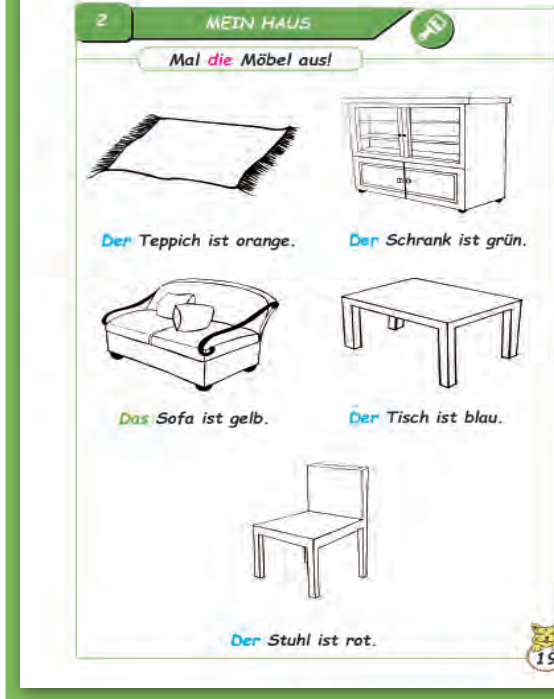 2
MEIN HAUS
Mal die Möbel aus!
Der Teppich ist orange.
Der Schrank ist grün.
Das Sofa ist gelb.
Der Tisch ist blau.
Der Stuhl ist rot.
19